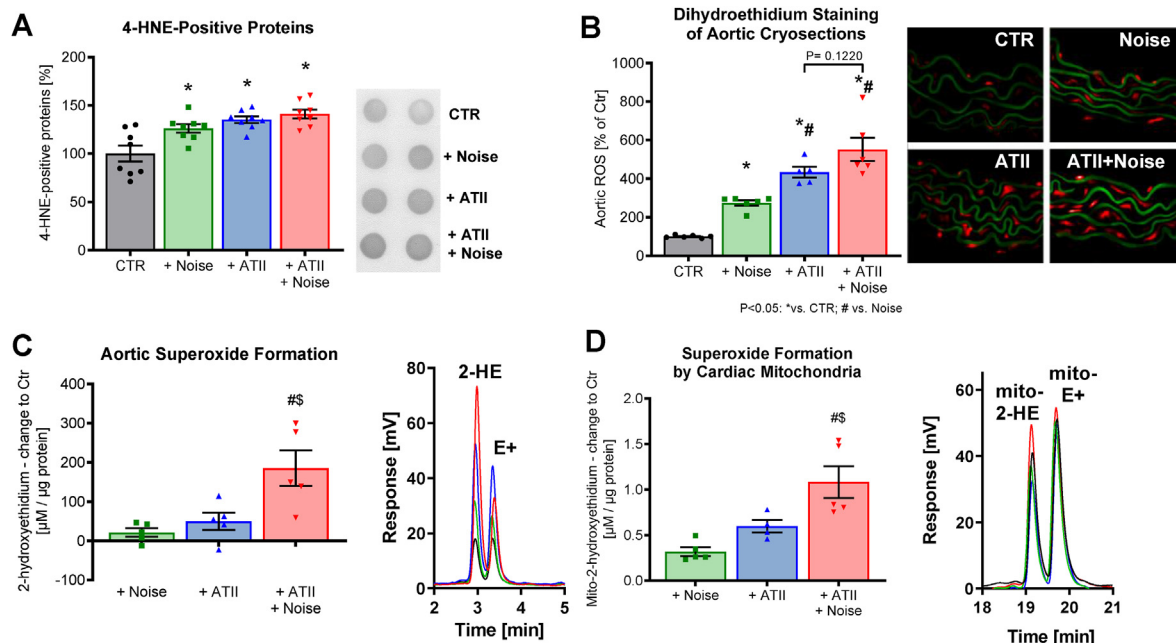 A
4-HNE-Positive Proteins
4-HNE-positive proteins [%]
200
150
100
50
0
*
*
*
CTR
+ Noise
+ ATII
+ ATII
+ Noise
CTR
+ Noise
+ ATII
+ ATII
+ Noise
B
Dihydroethidium Staining
of Aortic Cryosections
P= 0.1220
Aortic ROS [% of Ctr]
1000
800
600
400
200
0
*
*#
*#
CTR
+ Noise
+ ATII
+ ATII
+ Noise
P<0.05: *vs. CTR; # vs. Noise
CTR
Noise
ATII
ATII+Noise
C
Aortic Superoxide Formation
2-hydroxyethidium - change to Ctr
[µM / µg protein]
400
300
200
100
0
-100
#$
+ Noise
+ ATII
+ ATII
+ Noise
Response [mV]
80
60
40
20
0
2-HE
E+
2
3
4
5
Time [min]
D
Superoxide Formation
by Cardiac Mitochondria
Mito-2-hydroxyethidium - change to Ctr
[µM / µg protein]
2.0
1.5
1.0
0.5
0.0
#$
+ Noise
+ ATII
+ ATII
+ Noise
Response [mV]
60
40
20
0
mito-
2-HE
mito-
E+
18
19
20
21
Time [min]